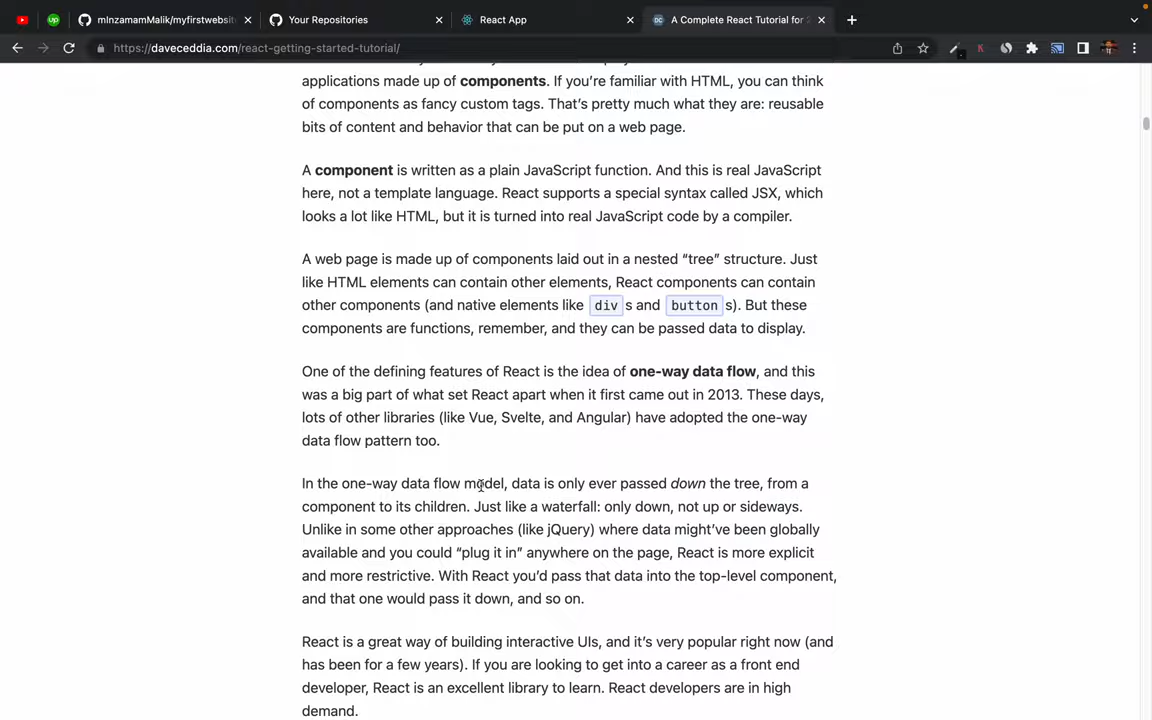 mInzamamMalik/myfirstwebsit
Your Repositories
React App
A Complete React Tutorial for 2
https://daveceddia.com/react-getting-started-tutorial/
applications made up of components. If you’re familiar with HTML, you can think
of components as fancy custom tags. That’s pretty much what they are: reusable
bits of content and behavior that can be put on a web page.
A component is written as a plain JavaScript function. And this is real JavaScript
here, not a template language. React supports a special syntax called JSX, which
looks a lot like HTML, but it is turned into real JavaScript code by a compiler.
A web page is made up of components laid out in a nested “tree” structure. Just
like HTML elements can contain other elements, React components can contain
other components (and native elements like div s and button s). But these
components are functions, remember, and they can be passed data to display.
One of the defining features of React is the idea of one-way data flow, and this
was a big part of what set React apart when it first came out in 2013. These days,
lots of other libraries (like Vue, Svelte, and Angular) have adopted the one-way
data flow pattern too.
In the one-way data flow model, data is only ever passed down the tree, from a
component to its children. Just like a waterfall: only down, not up or sideways.
Unlike in some other approaches (like jQuery) where data might’ve been globally
available and you could “plug it in” anywhere on the page, React is more explicit
and more restrictive. With React you’d pass that data into the top-level component,
and that one would pass it down, and so on.
React is a great way of building interactive UIs, and it’s very popular right now (and
has been for a few years). If you are looking to get into a career as a front end
developer, React is an excellent library to learn. React developers are in high
demand.